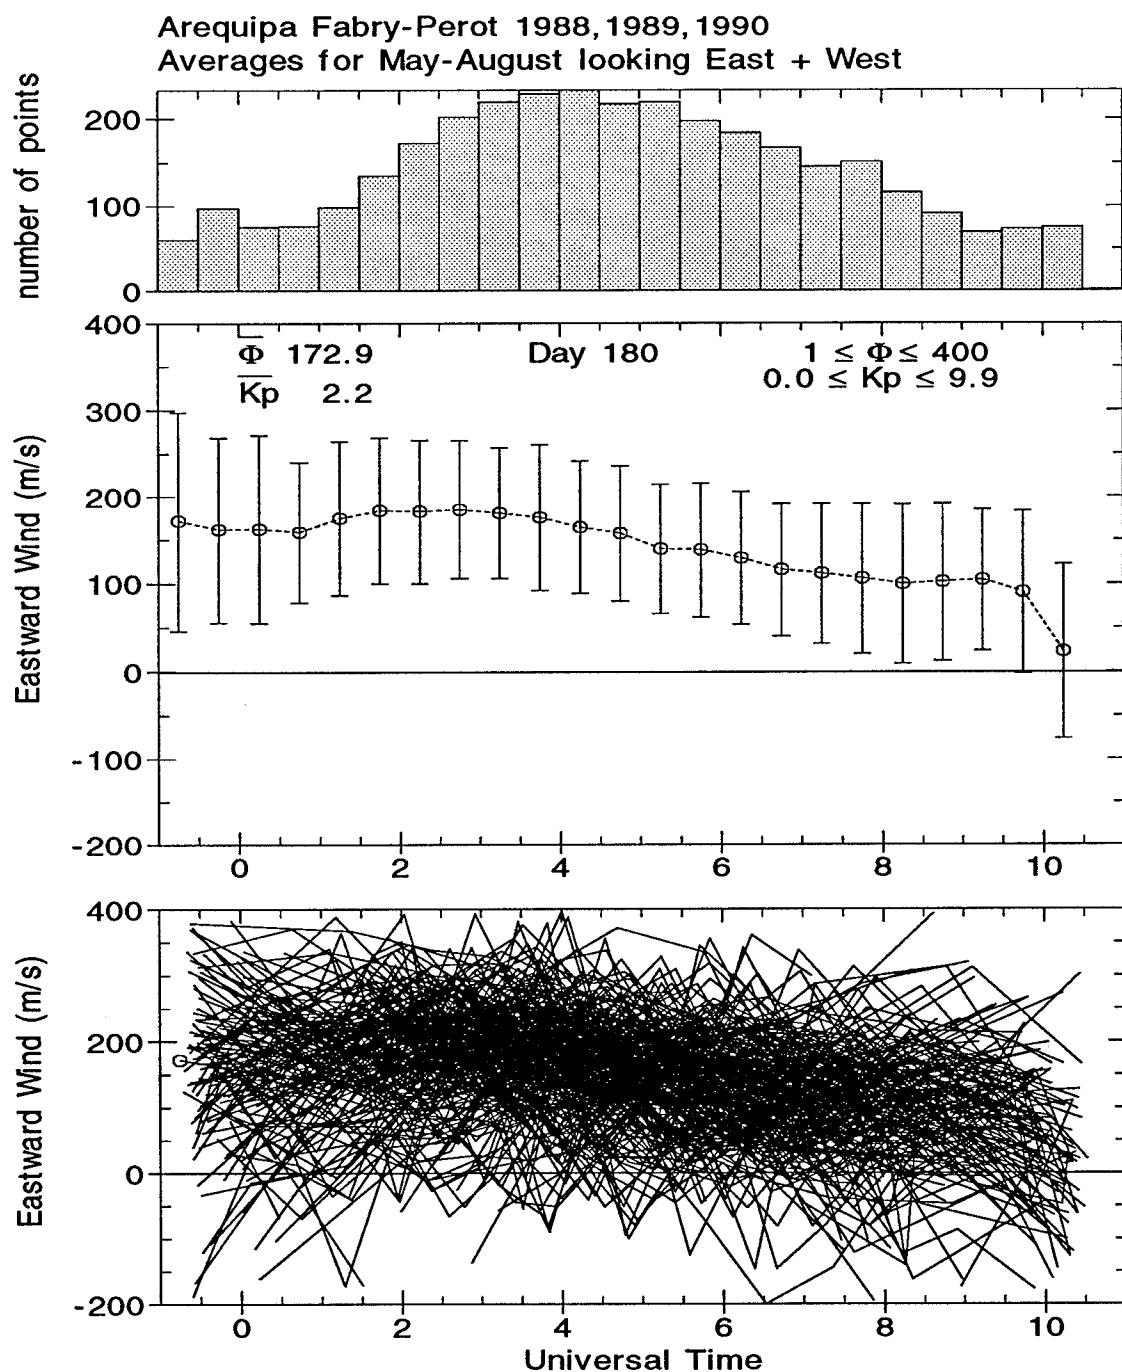 Arequipa Fabry-Perot 1988,1989,1990
Averages for May-August looking East + West
number of points
200
100
0
Eastward Wind (m/s)
400
300
200
100
0
-100
-200
Φ 172.9
Kp 2.2
Day 180
1 ≤ Φ ≤ 400
0.0 ≤ Kp ≤ 9.9
0 2 4 6 8 10
Eastward Wind (m/s)
400
200
0
-200
0 2 4 6 8 10
Universal Time